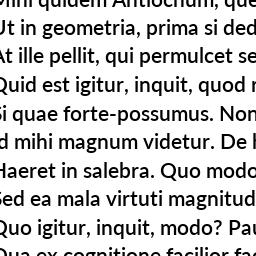 Mihi quidem Antiochum, que
Ut in geometria, prima si ded
At ille pellit, qui permulcet se
Quid est igitur, inquit, quod r
Si quae forte-possumus. Non
Id mihi magnum videtur. De h
Haeret in salebra. Quo modo
Sed ea mala virtuti magnitud
Quo igitur, inquit, modo? Pau
Qua ex cognitione facilior fac